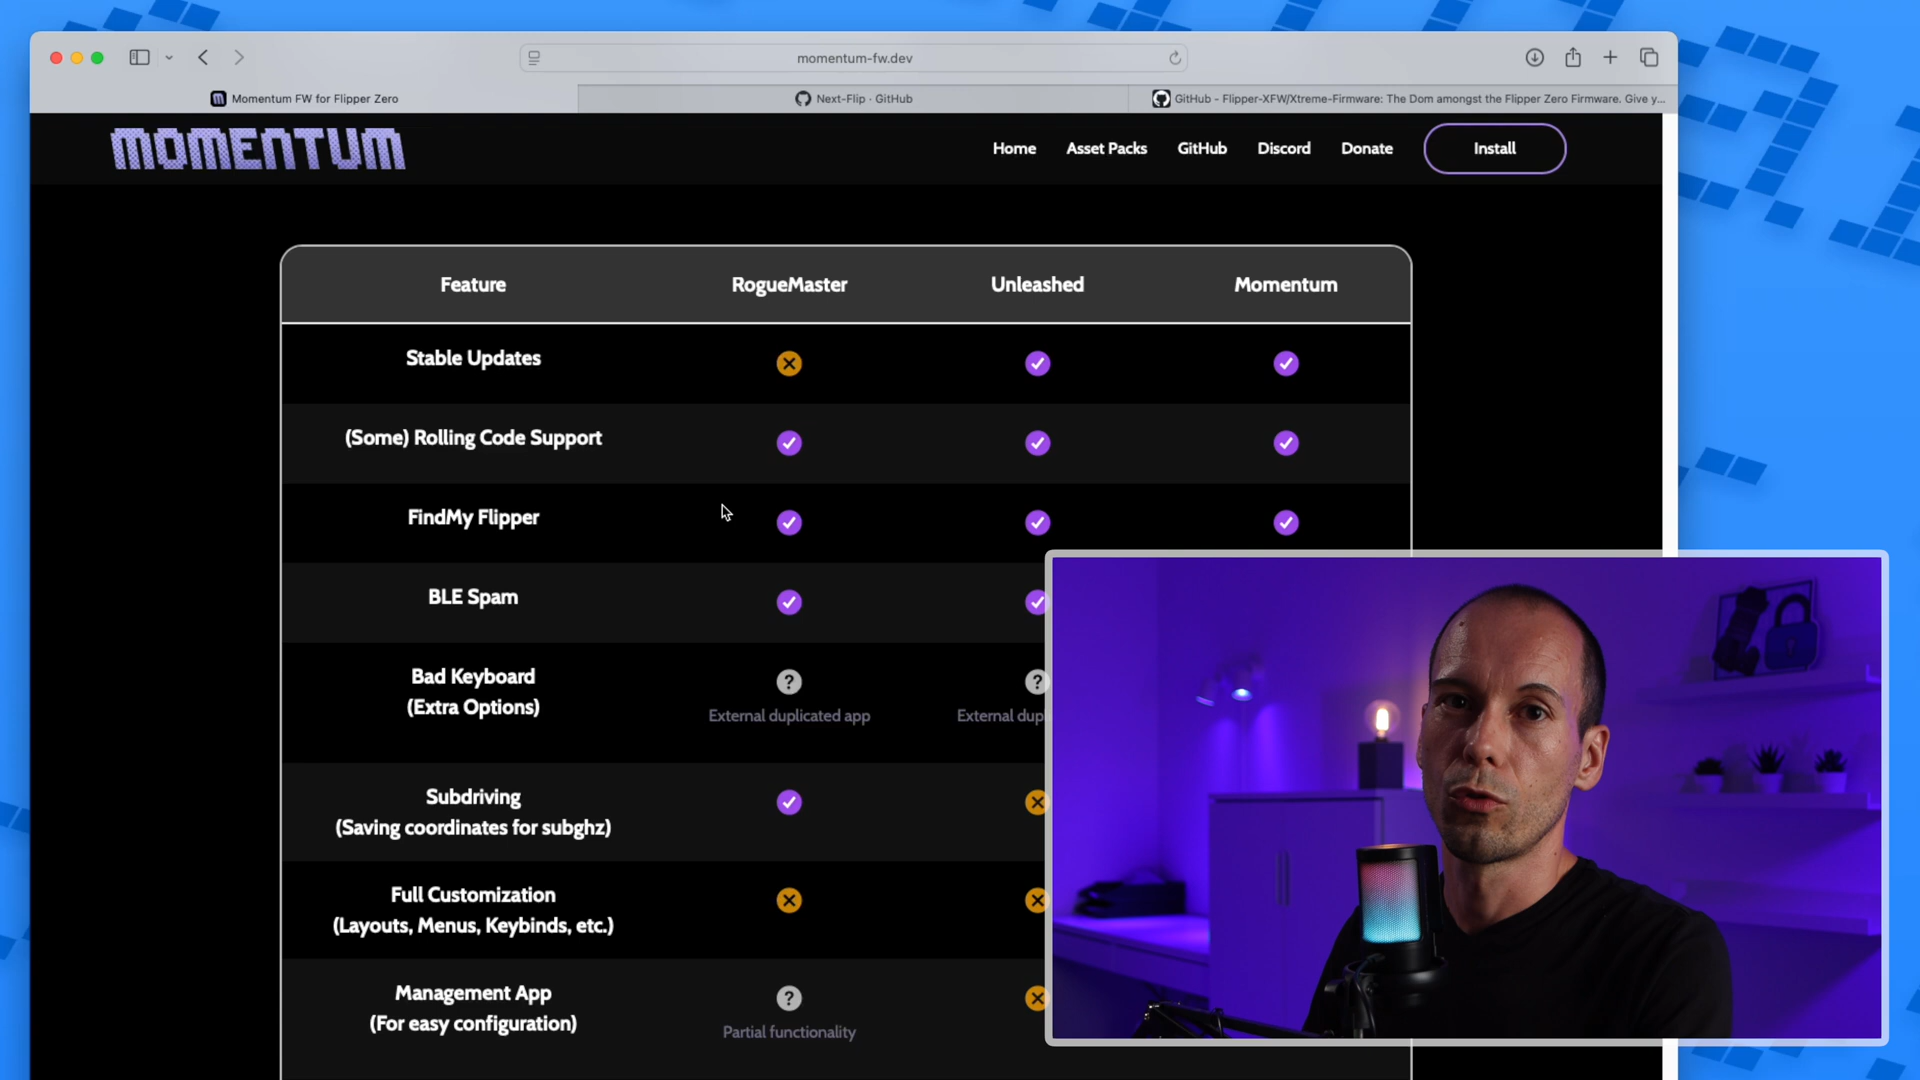 momentum-fw.dev
Momentum FW for Flipper Zero
Next-Flip · GitHub
GitHub - Flipper-XFW/Xtreme-Firmware: The Dom amongst the Flipper Zero Firmware. Give y...
MOMENTUM
Home
Asset Packs
GitHub
Discord
Donate
Install
Feature
RogueMaster
Unleashed
Momentum
Stable Updates
(Some) Rolling Code Support
FindMy Flipper
BLE Spam
Bad Keyboard
(Extra Options)
External duplicated app
External dup
Subdriving
(Saving coordinates for subghz)
Full Customization
(Layouts, Menus, Keybinds, etc.)
Management App
(For easy configuration)
Partial functionality